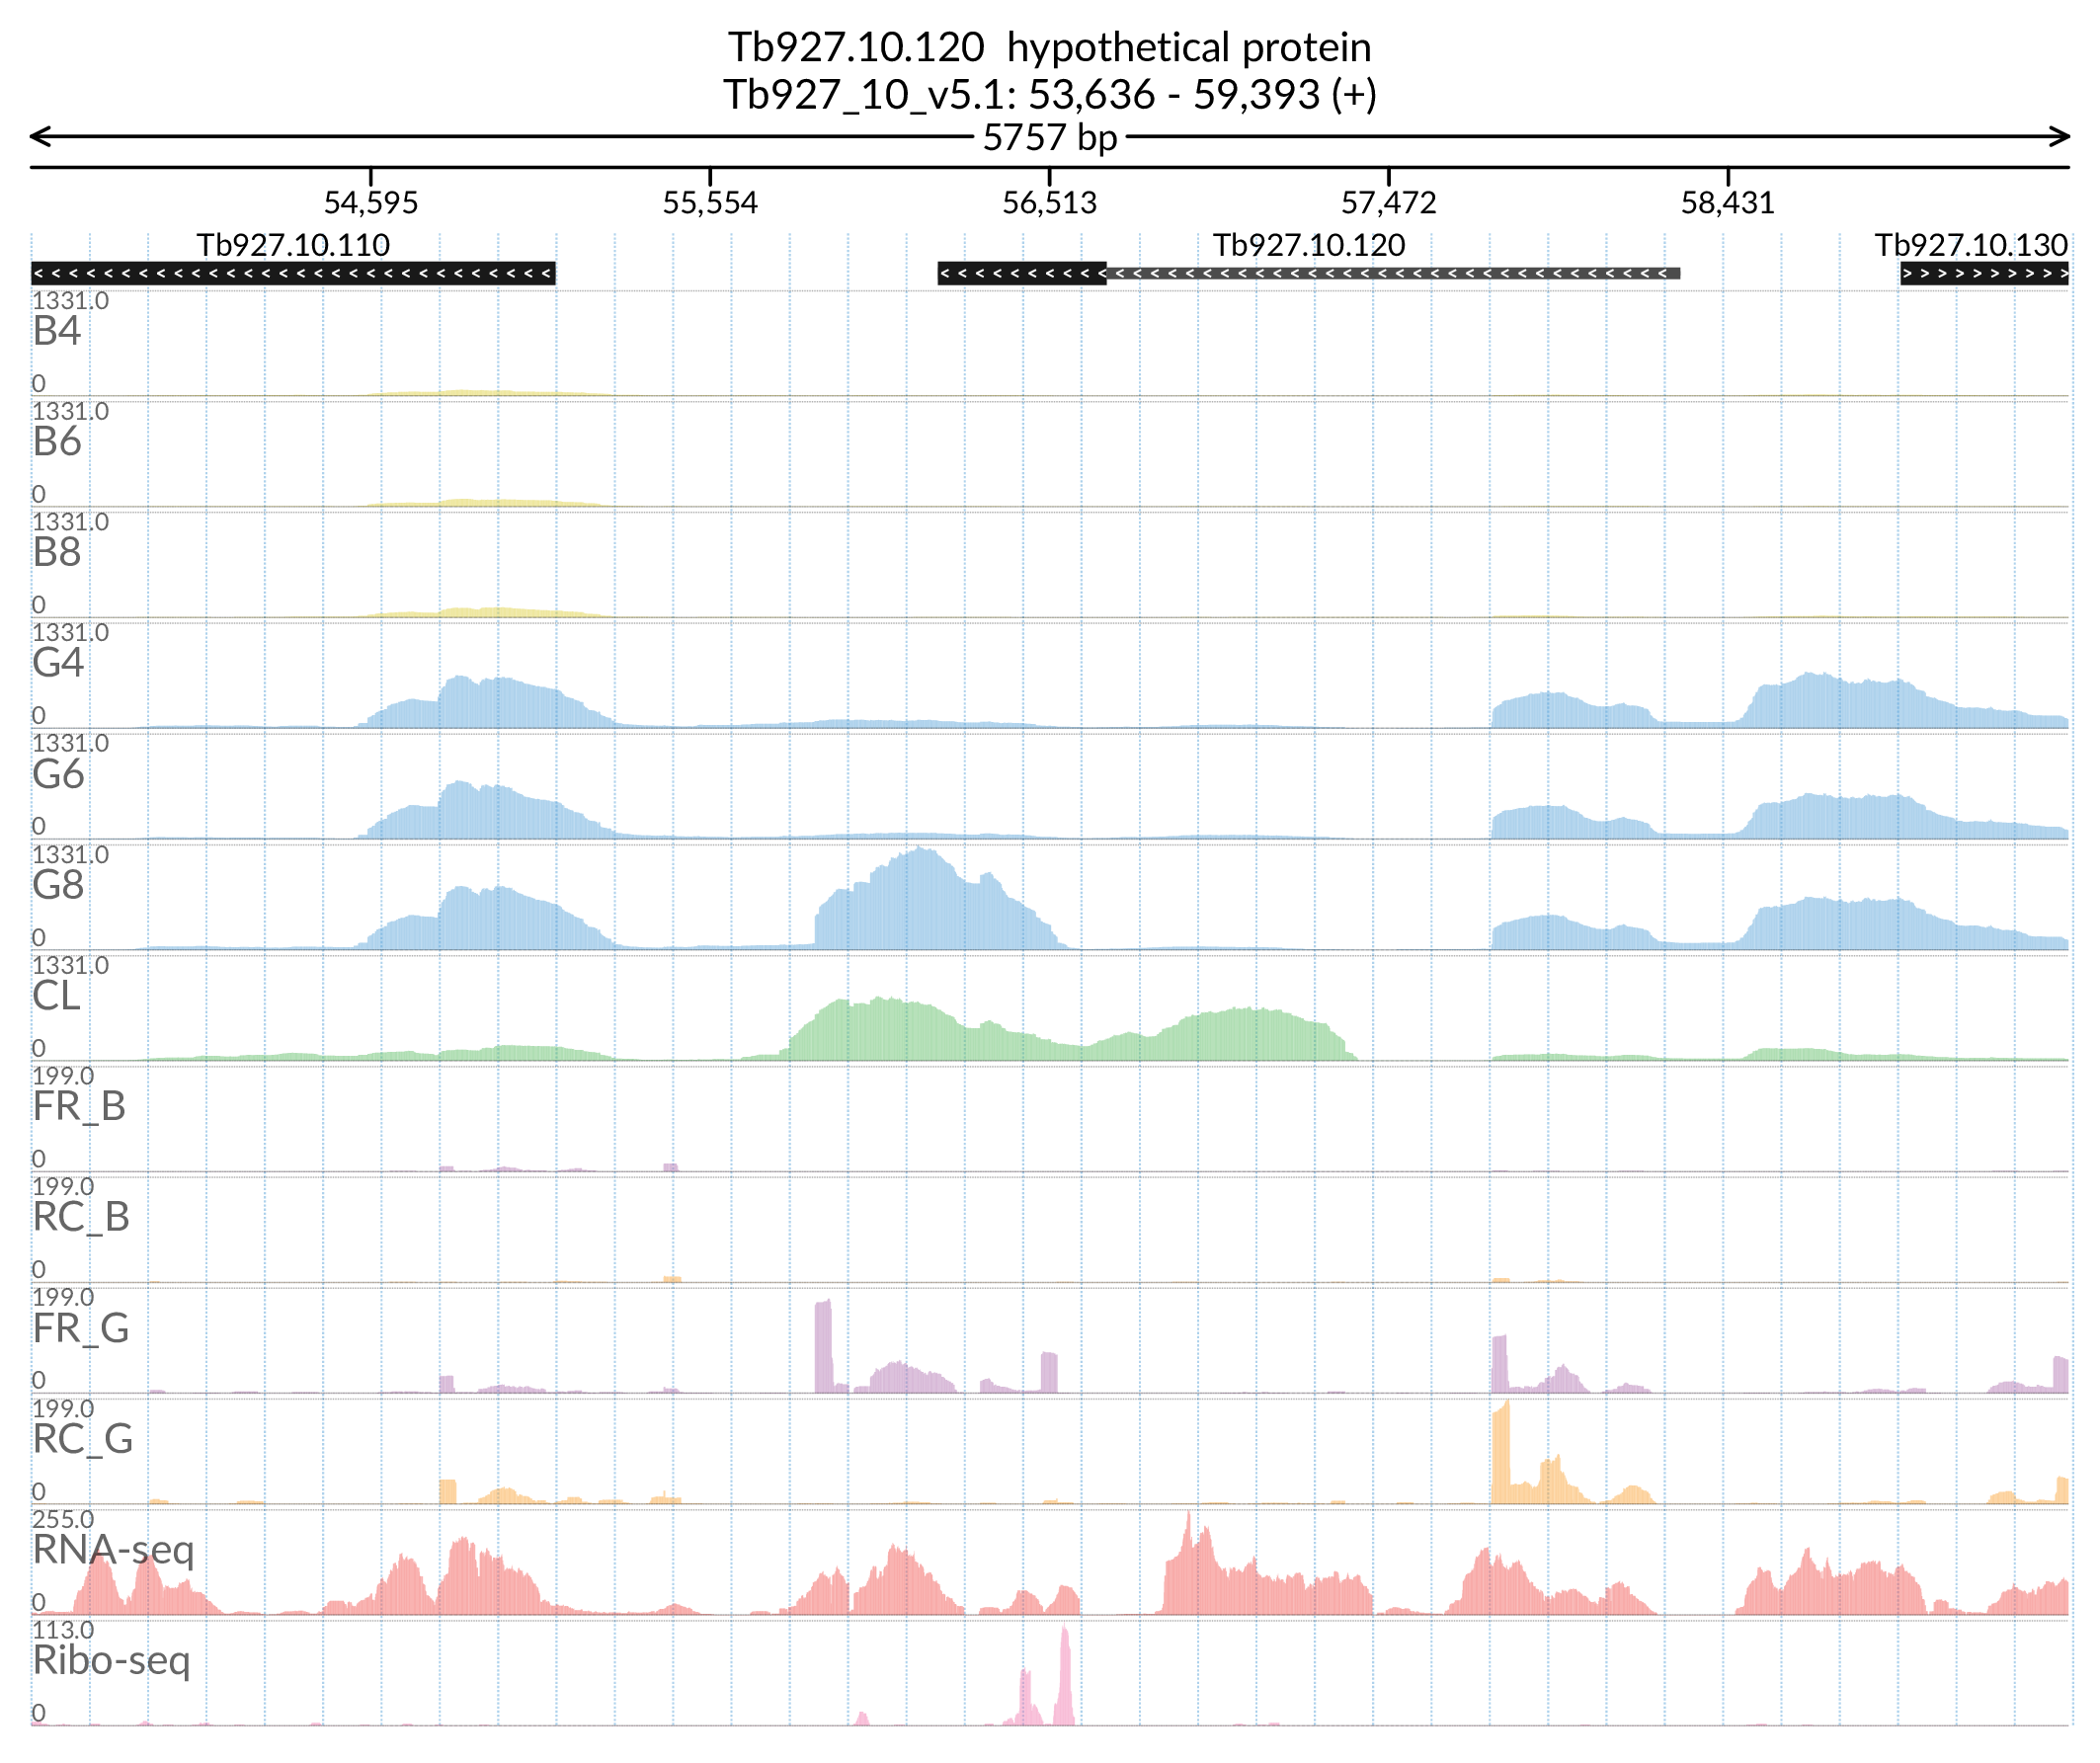 Tb927.10.120  hypothetical protein
Tb927_10_v5.1: 53,636 - 59,393 (+)
5757 bp
54,595 55,554 56,513 57,472 58,431
Tb927.10.110 Tb927.10.120 Tb927.10.130
1331.0
B4
0
1331.0
B6
0
1331.0
B8
0
1331.0
G4
0
1331.0
G6
0
1331.0
G8
0
1331.0
CL
0
199.0
FR_B
0
199.0
RC_B
0
199.0
FR_G
0
199.0
RC_G
0
255.0
RNA-seq
0
113.0
Ribo-seq
0